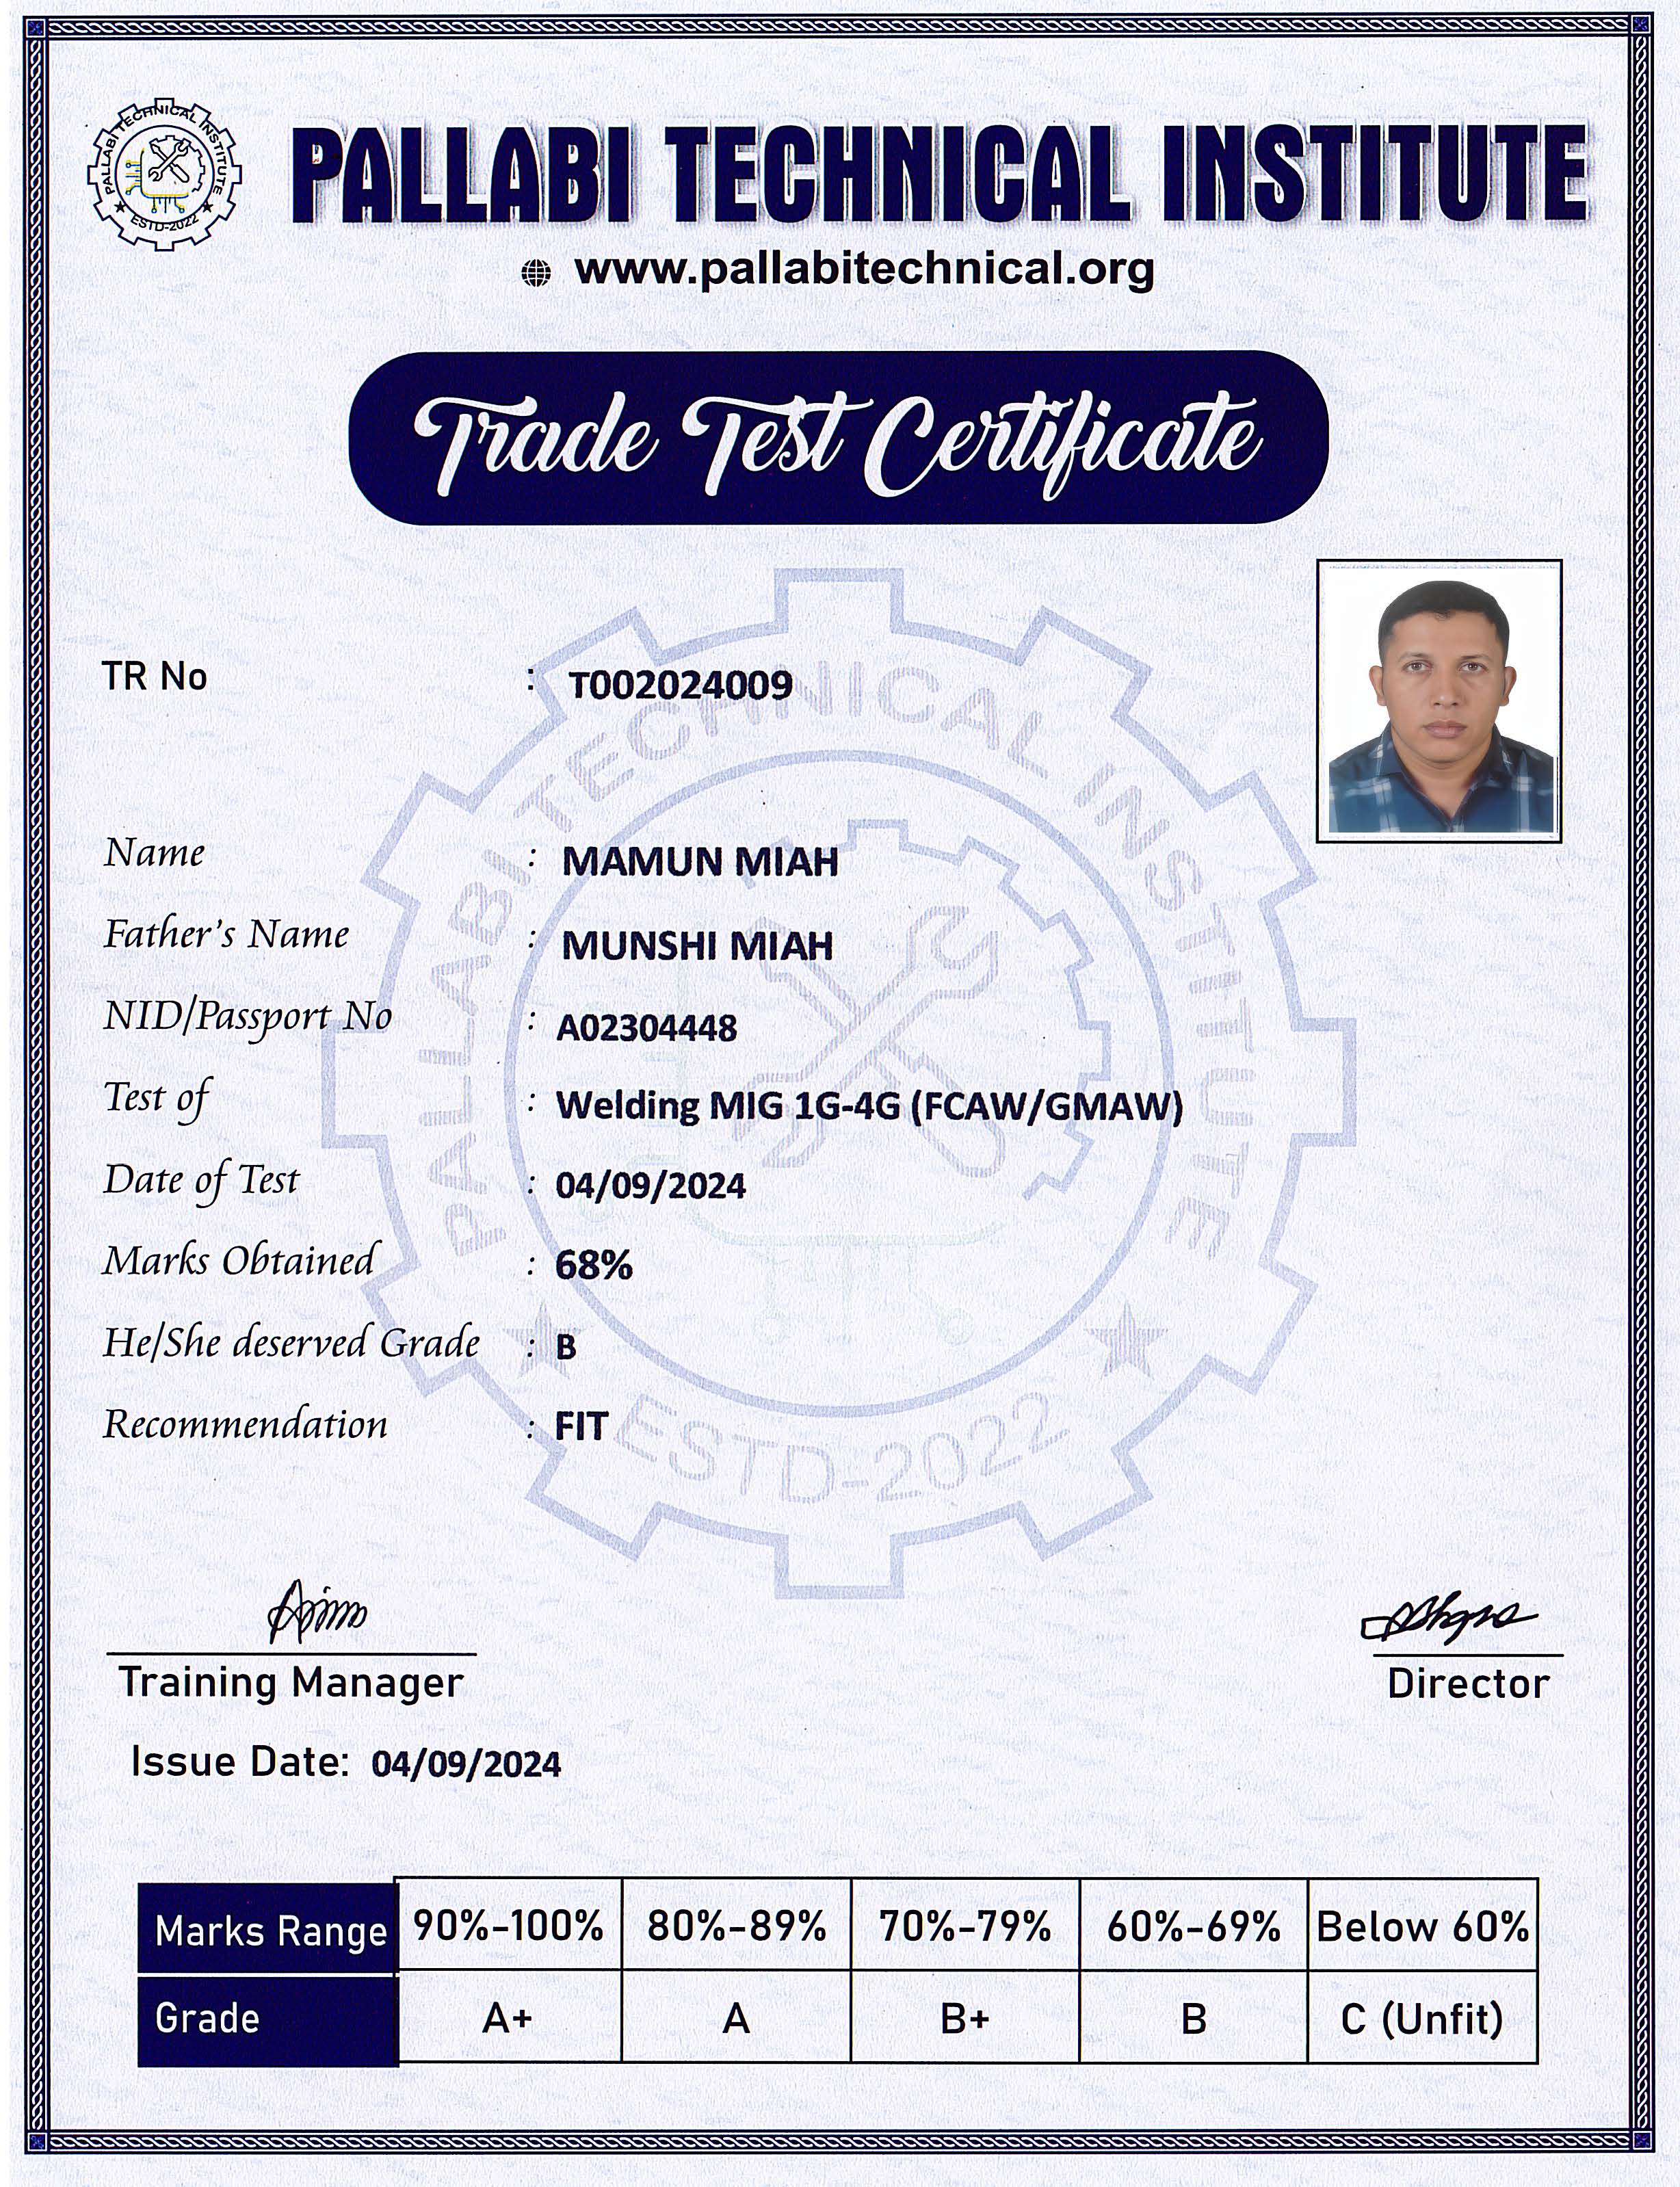 PALLABI TECHNICAL INSTITUTE
ESTD-2022
PALLABI TECHNICAL INSTITUTE
www.pallabitechnical.org
Trade Test Certificate
TR No : T002024009
Name : MAMUN MIAH
Father's Name : MUNSHI MIAH
NID/Passport No : A02304448
Test of : Welding MIG 1G-4G (FCAW/GMAW)
Date of Test : 04/09/2024
Marks Obtained : 68%
He/She deserved Grade : B
Recommendation : FIT
PALLABI TECHNICAL INSTITUTE
ESTD-2022
Training Manager
Director
Issue Date: 04/09/2024
Marks Range 90%-100% 80%-89% 70%-79% 60%-69% Below 60%
Grade A+ A B+ B C (Unfit)